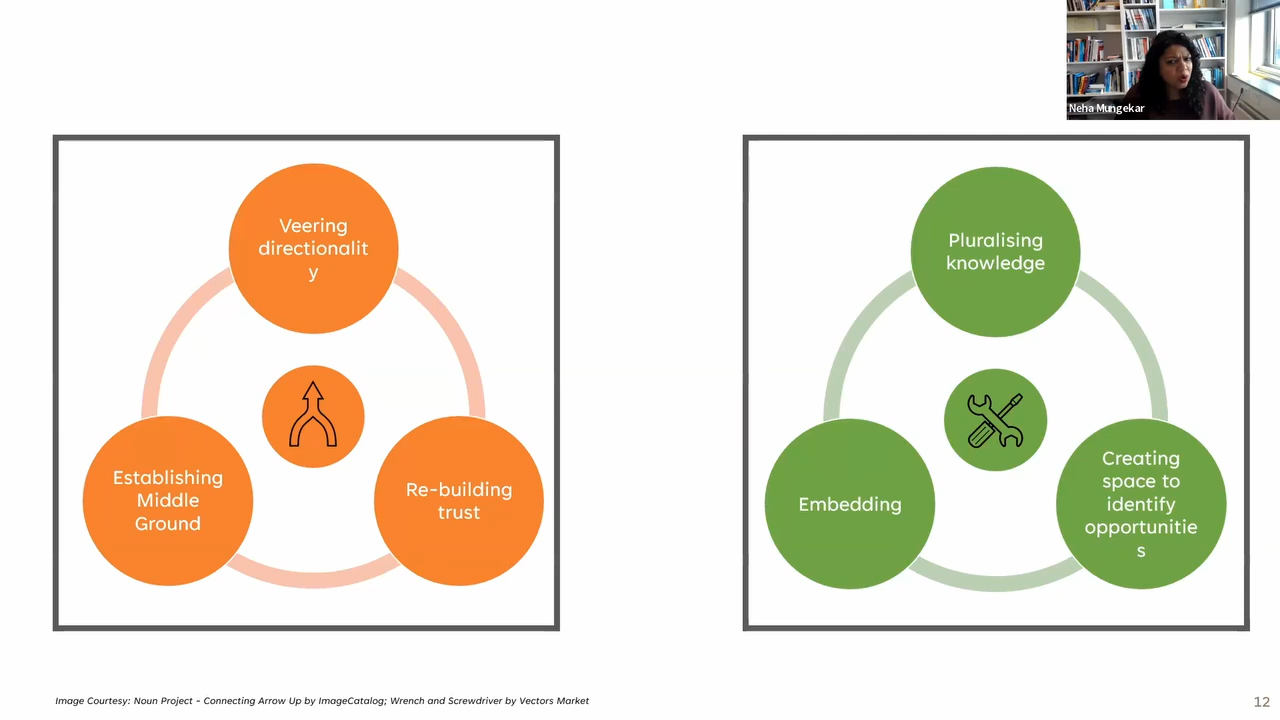 Neha Mungekar
Veering
directionalit
y
Establishing
Middle
Ground
Re-building
trust
Pluralising
knowledge
Embedding
Creating
space to
identify
opportunitie
s
Image Courtesy: Noun Project - Connecting Arrow Up by ImageCatalog; Wrench and Screwdriver by Vectors Market
12